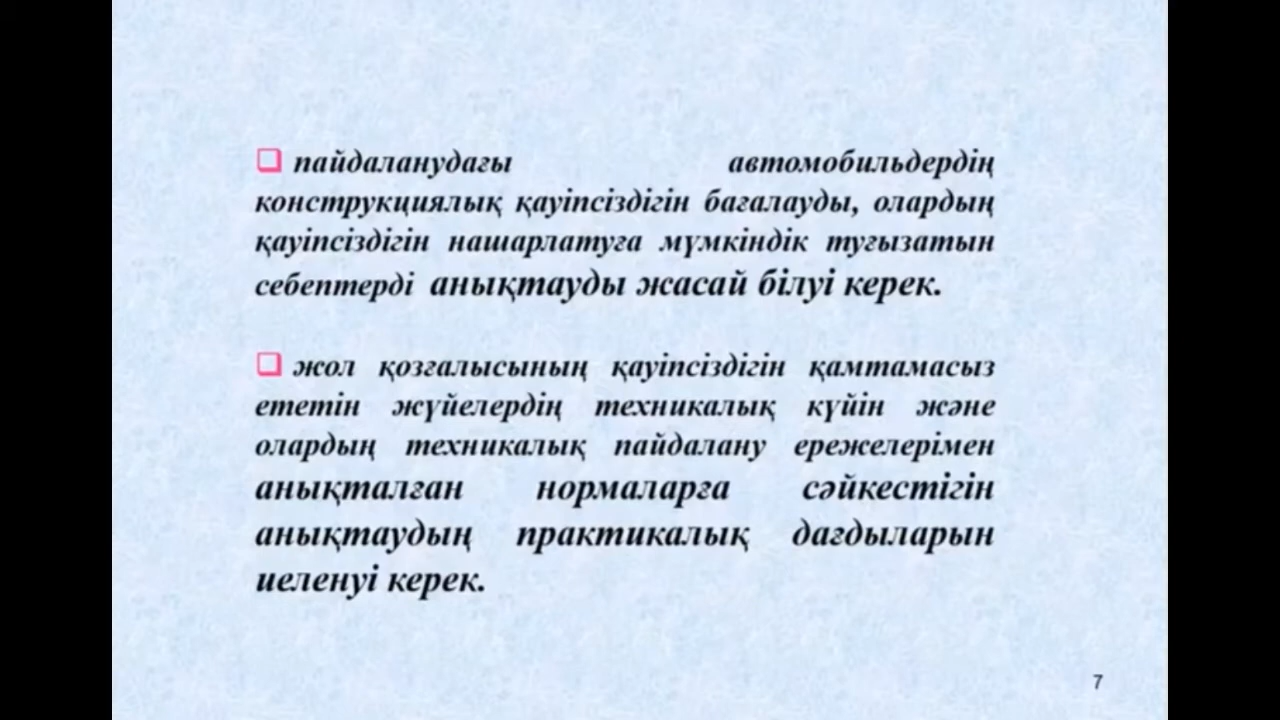 ❑ пайдаланудағы автомобильдердің
конструкциялық қауіпсіздігін бағалауды, олардың
қауіпсіздігін нашарлатуға мүмкіндік туғызатын
себептерді анықтауды жасай білуі керек.
❑ жол қозғалысының қауіпсіздігін қамтамасыз
ететін жүйелердің техникалық күйін және
олардың техникалық пайдалану ережелерімен
анықталған нормаларға сәйкестігін
анықтаудың практикалық дағдыларын
иеленуі керек.
7